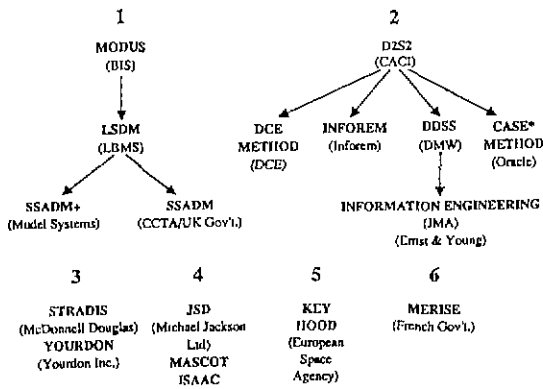 1
MODUS
(BIS)
LSDM
(LBMS)
SSADM+
(Model Systems)
SSADM
(CCTA/UK Gov't.)
2
D2S2
(CACI)
DCE
METHOD
(DCE)
INFOREM
(Inforem)
DDSS
(DMW)
CASE*
METHOD
(Oracle)
INFORMATION ENGINEERING
(JMA)
(Ernst & Young)
3
STRADIS
(McDonnell Douglas)
YOURDON
(Yourdon Inc.)
4
JSD
(Michael Jackson
Ltd)
MASCOT
ISAAC
5
KEY
HOOD
(European
Space
Agency)
6
MERISE
(French Gov't.)